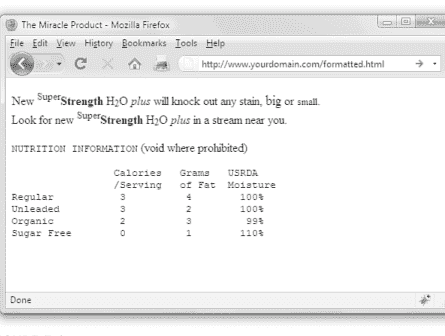 The Miracle Product - Mozilla Firefox
File Edit View History Bookmarks Tools Help
http://www.yourdomain.com/formatted.html
New SuperStrength H2O plus will knock out any stain, big or small.
Look for new SuperStrength H2O plus in a stream near you.
NUTRITION INFORMATION (void where prohibited)
Calories Grams USRDA
/Serving of Fat Moisture
Regular 3 4 100%
Unleaded 3 2 100%
Organic 2 3 99%
Sugar Free 0 1 110%
Done